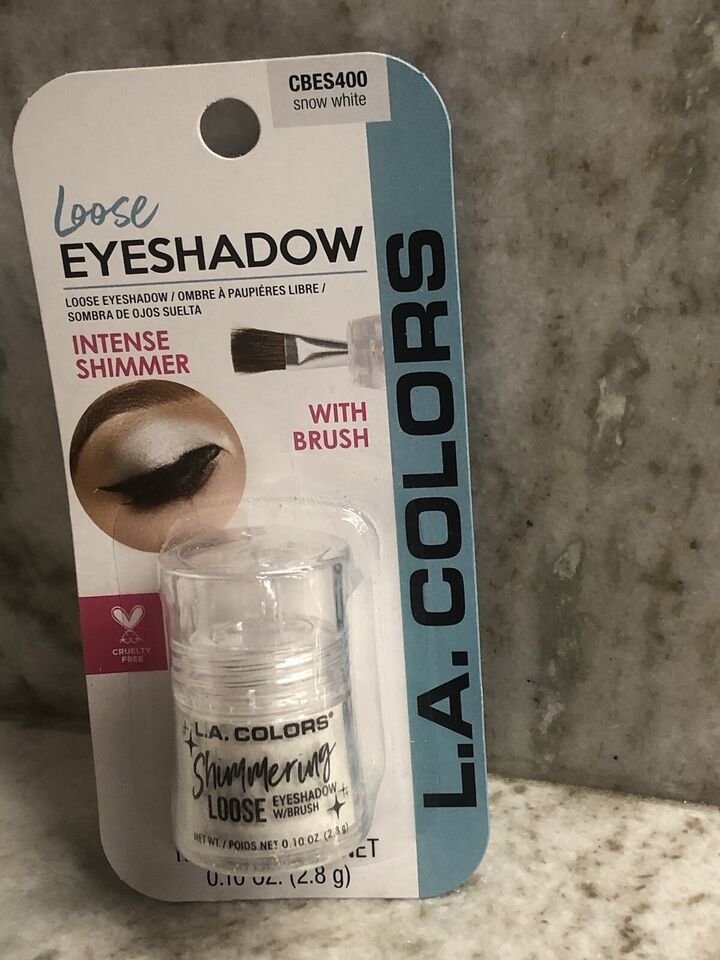 CBES400
snow white
Loose
EYESHADOW
LOOSE EYESHADOW / OMBRE À PAUPIÉRES LIBRE /
SOMBRA DE OJOS SUELTA
INTENSE
SHIMMER
WITH
BRUSH
L.A. COLORS
CRUELTY
FREE
L.A. COLORS®
Shimmering
LOOSE
EYESHADOW
W/BRUSH
NET WT./POIDS NET 0.10 OZ. (2.8 g)
0.10 OZ. (2.8 g)